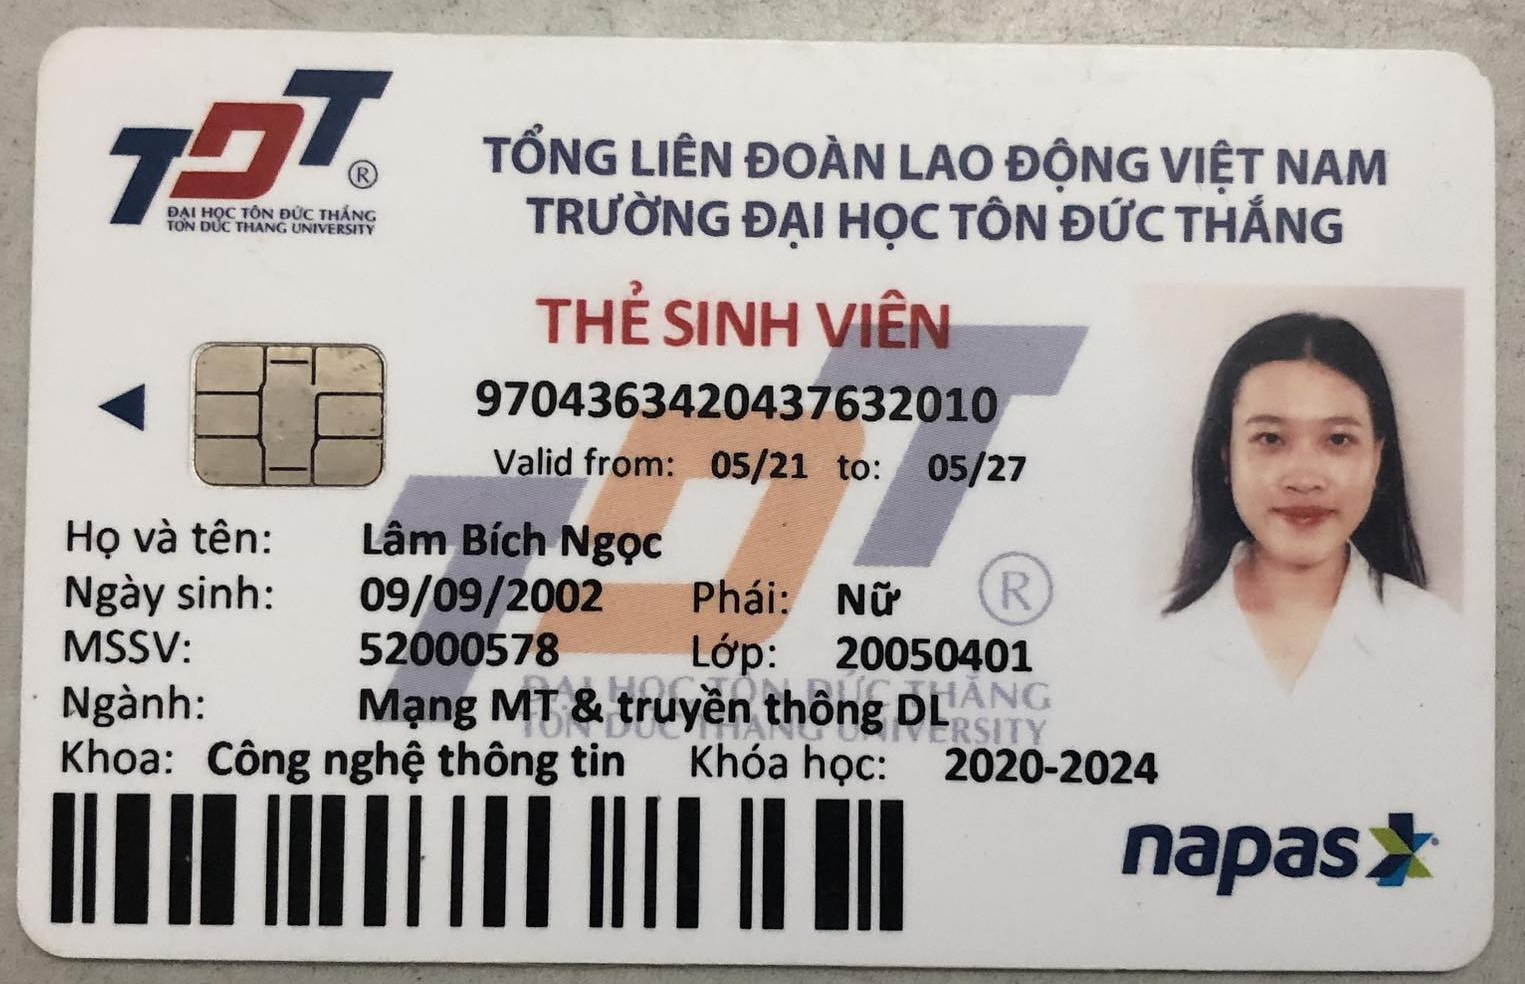 TDT®
ĐẠI HỌC TÔN ĐỨC THẮNG
TON DUC THANG UNIVERSITY
TỔNG LIÊN ĐOÀN LAO ĐỘNG VIỆT NAM
TRƯỜNG ĐẠI HỌC TÔN ĐỨC THẮNG
THẺ SINH VIÊN
9704363420437632010
Valid from: 05/21 to: 05/27
Họ và tên: Lâm Bích Ngọc
Ngày sinh: 09/09/2002 Phái: Nữ
MSSV: 52000578 Lớp: 20050401
Ngành: Mạng MT & truyền thông DL
Khoa: Công nghệ thông tin Khóa học: 2020-2024
TDT®
ĐẠI HỌC TÔN ĐỨC THẮNG
TON DUC THANG UNIVERSITY
napas